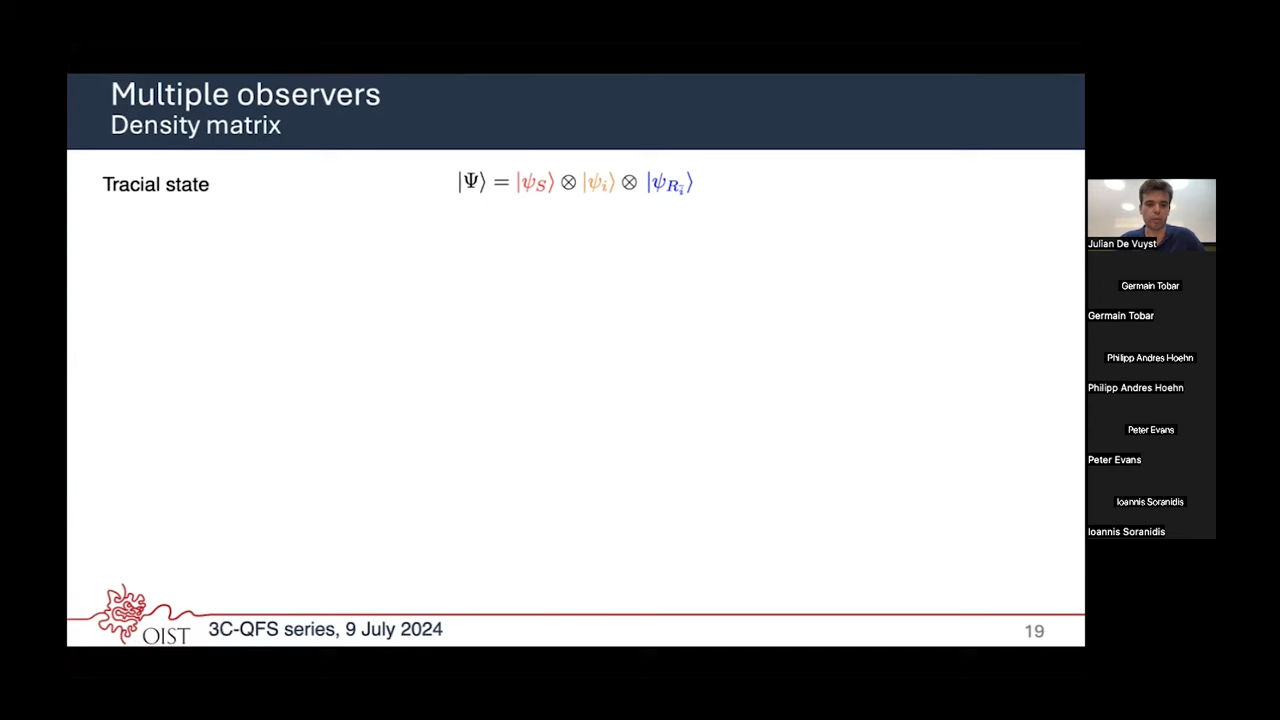 Multiple observers
Density matrix
Tracial state
|Ψ⟩ = |ψ_S⟩ ⊗ |ψ_i⟩ ⊗ |ψ_{R_{\bar{i}}}⟩
Julian De Vuyst
Germain Tobar
Germain Tobar
Philipp Andres Hoehn
Philipp Andres Hoehn
Peter Evans
Peter Evans
Ioannis Soranidis
Ioannis Soranidis
OIST
3C-QFS series, 9 July 2024
19